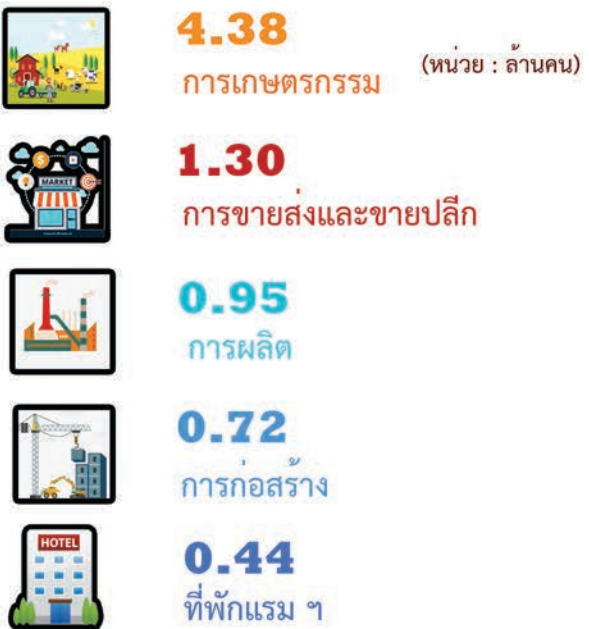 4.38
การเกษตรกรรม
(หน่วย : ล้านคน)
MARKET
1.30
การขายส่งและขายปลีก
0.95
การผลิต
0.72
การก่อสร้าง
HOTEL
0.44
ที่พักแรม ฯ